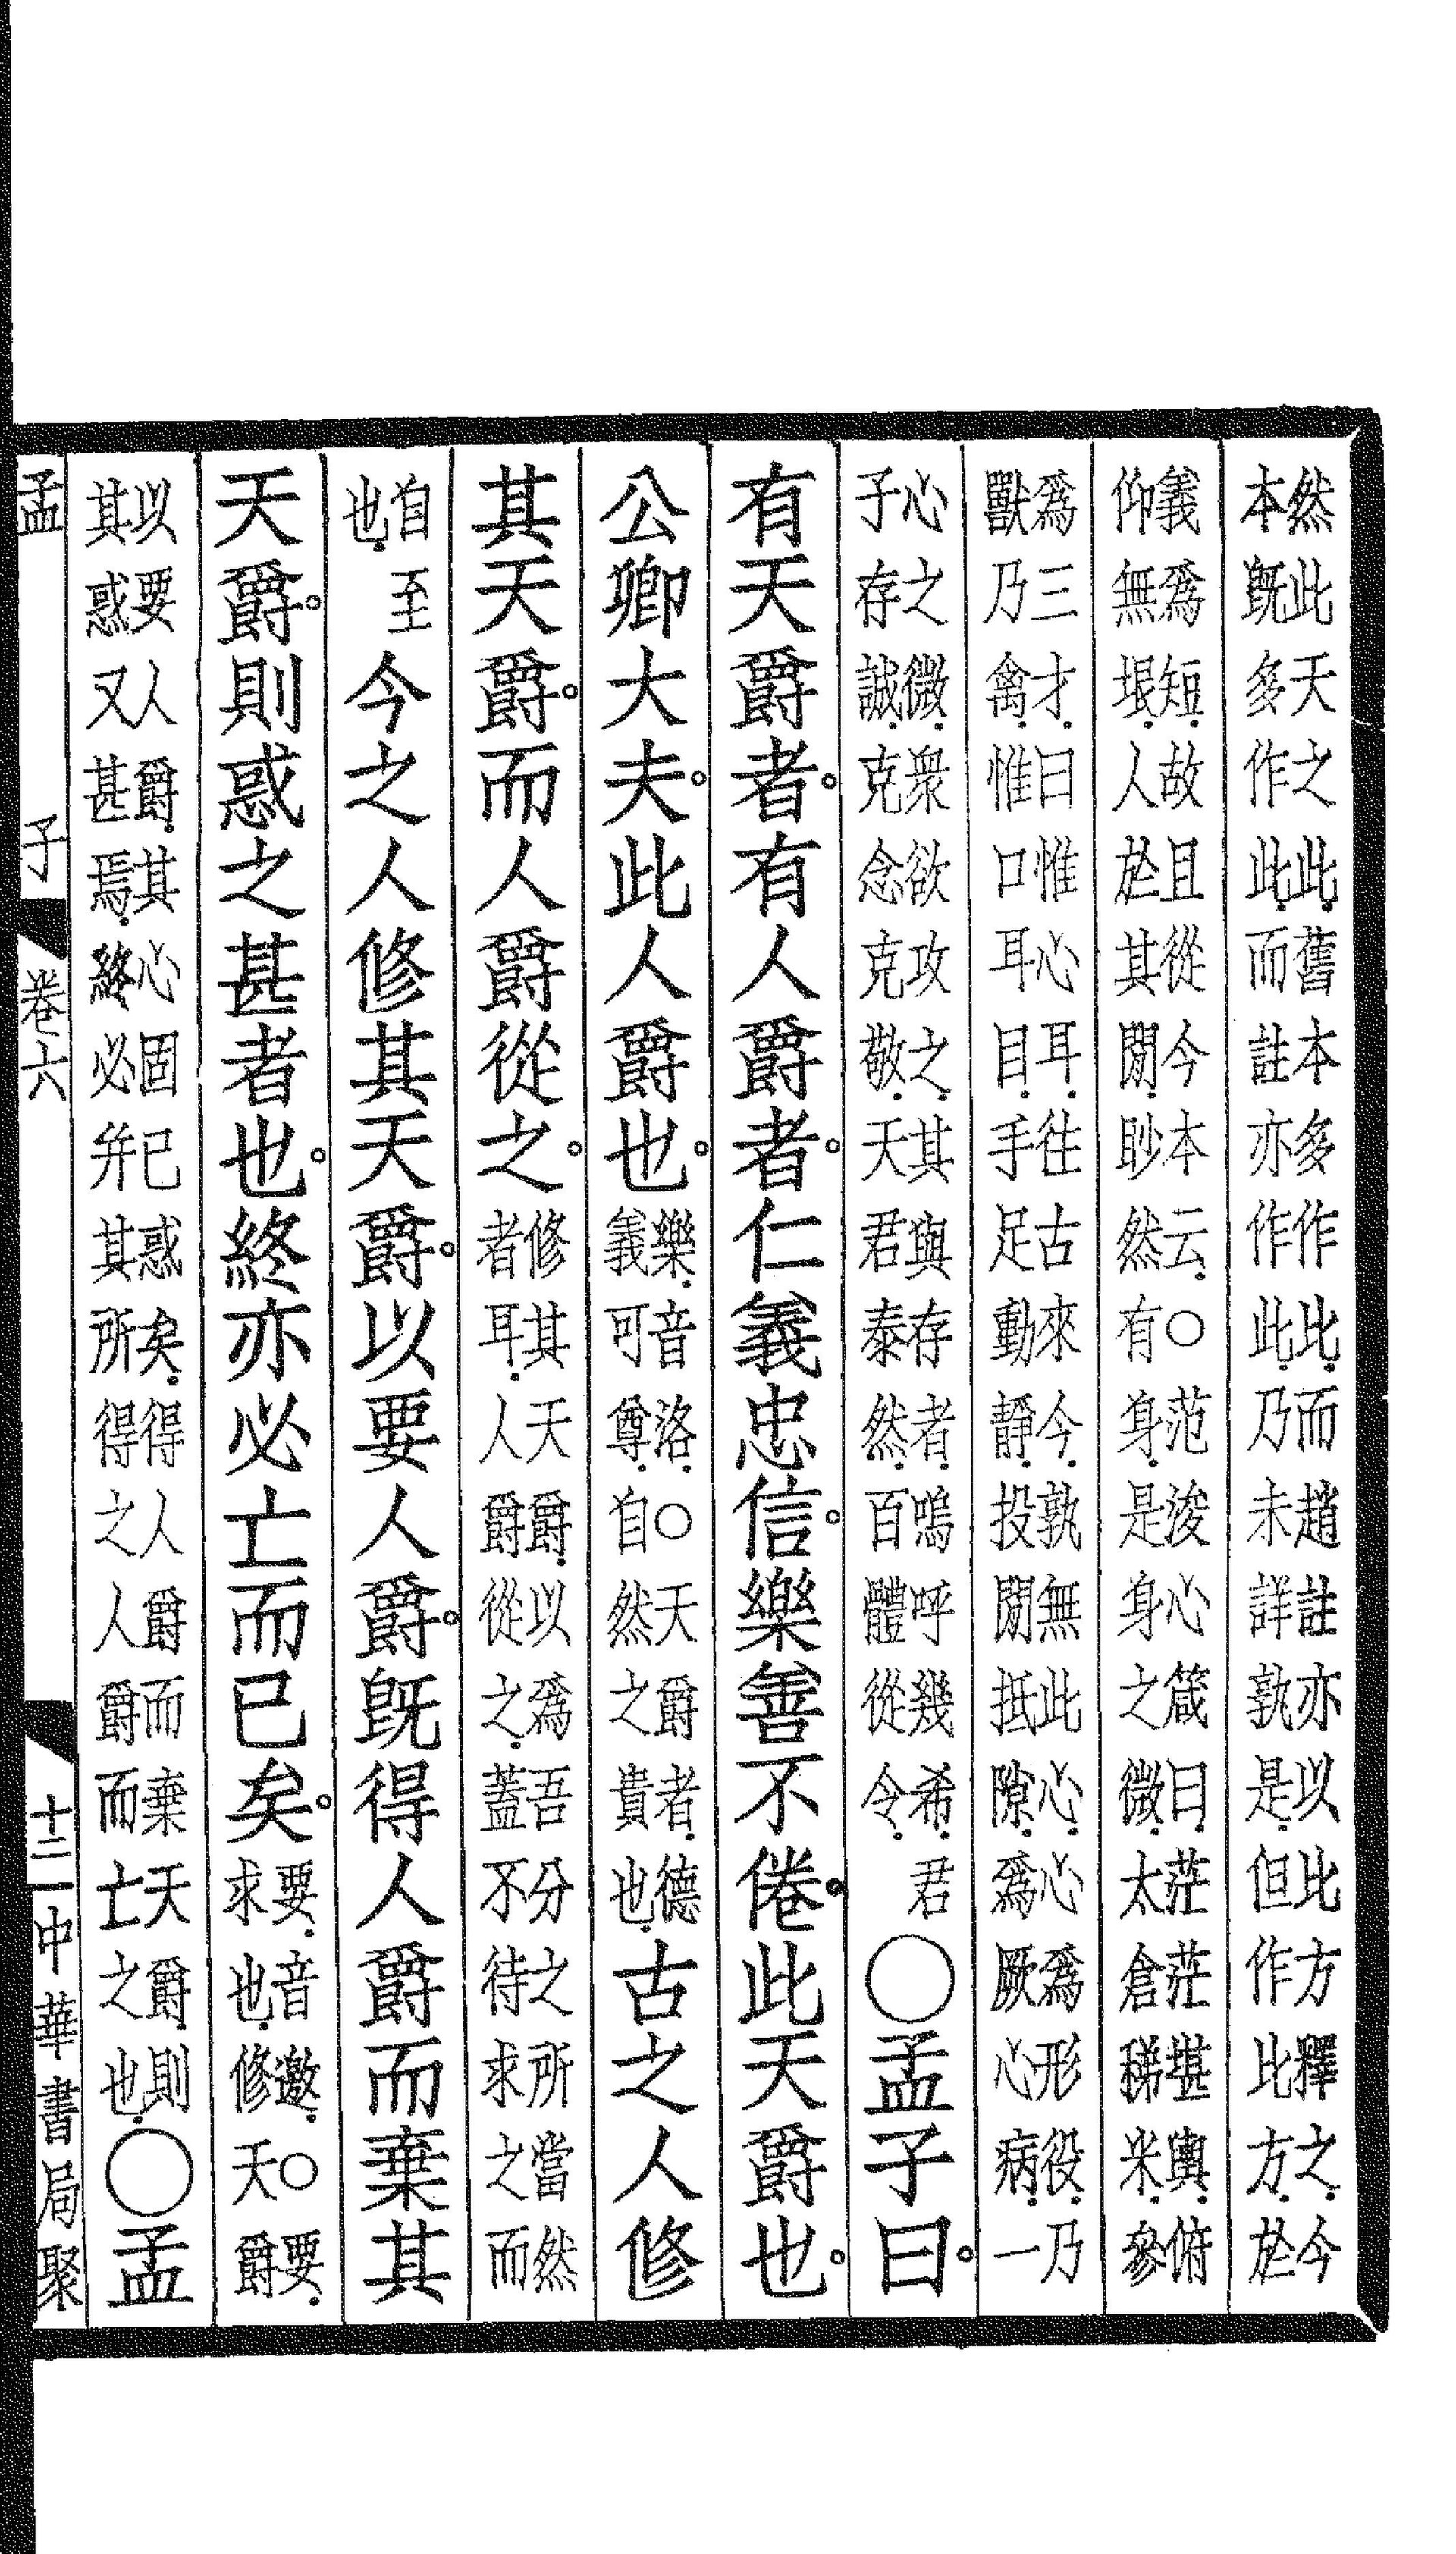 然此天之此舊本多作比而趙註亦以比方釋之今
本既多作此而註亦作此乃未詳孰是但作比方於
義爲短故且從今本云○范浚心箴曰茫茫堪輿俯
仰無垠人於其閒眇然有身是身之微太倉稊米參
爲三才曰惟心耳往古來今孰無此心心爲形役乃
獸乃禽惟口耳目手足動靜投閒抵隙爲厥心病一
心之微衆欲攻之其與存者嗚呼幾希君
子存誠克念克敬天君泰然百體從令
○孟子曰
有天爵者有人爵者仁義忠信樂善不倦此天爵也
公卿大夫此人爵也
樂音洛○天爵者德
義可尊自然之貴也
古之人修
其天爵而人爵從之
修其天爵以爲吾分之所當然
者耳人爵從之蓋不待求之而
自至
也
今之人修其天爵以要人爵既得人爵而棄其
天爵則惑之甚者也終亦必亡而已矣
要音邀○要
求也修天爵
以要人爵其心固已惑矣得人爵而棄天爵則
其惑又甚焉終必幷其所得之人爵而亡之也
○孟
孟子 卷六 十二 中華書局聚